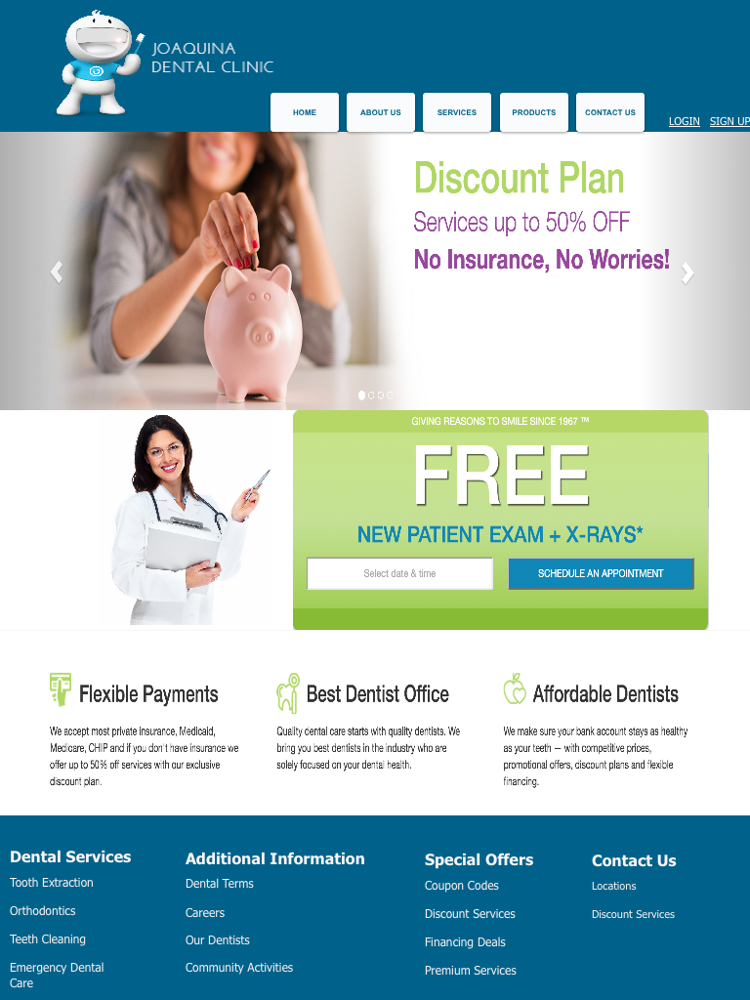 JOAQUINA
DENTAL CLINIC
HOME
ABOUT US
SERVICES
PRODUCTS
CONTACT US
LOGIN
SIGN UP
Discount Plan
Services up to 50% OFF
No Insurance, No Worries!
GIVING REASONS TO SMILE SINCE 1967 ™
FREE
NEW PATIENT EXAM + X-RAYS*
Select date & time
SCHEDULE AN APPOINTMENT
Flexible Payments
We accept most private insurance, Medicaid,
Medicare, CHIP and if you don't have insurance we
offer up to 50% off services with our exclusive
discount plan.
Best Dentist Office
Quality dental care starts with quality dentists. We
bring you best dentists in the industry who are
solely focused on your dental health.
Affordable Dentists
We make sure your bank account stays as healthy
as your teeth — with competitive prices,
promotional offers, discount plans and flexible
financing.
Dental Services
Tooth Extraction
Orthodontics
Teeth Cleaning
Emergency Dental
Care
Additional Information
Dental Terms
Careers
Our Dentists
Community Activities
Special Offers
Coupon Codes
Discount Services
Financing Deals
Premium Services
Contact Us
Locations
Discount Services